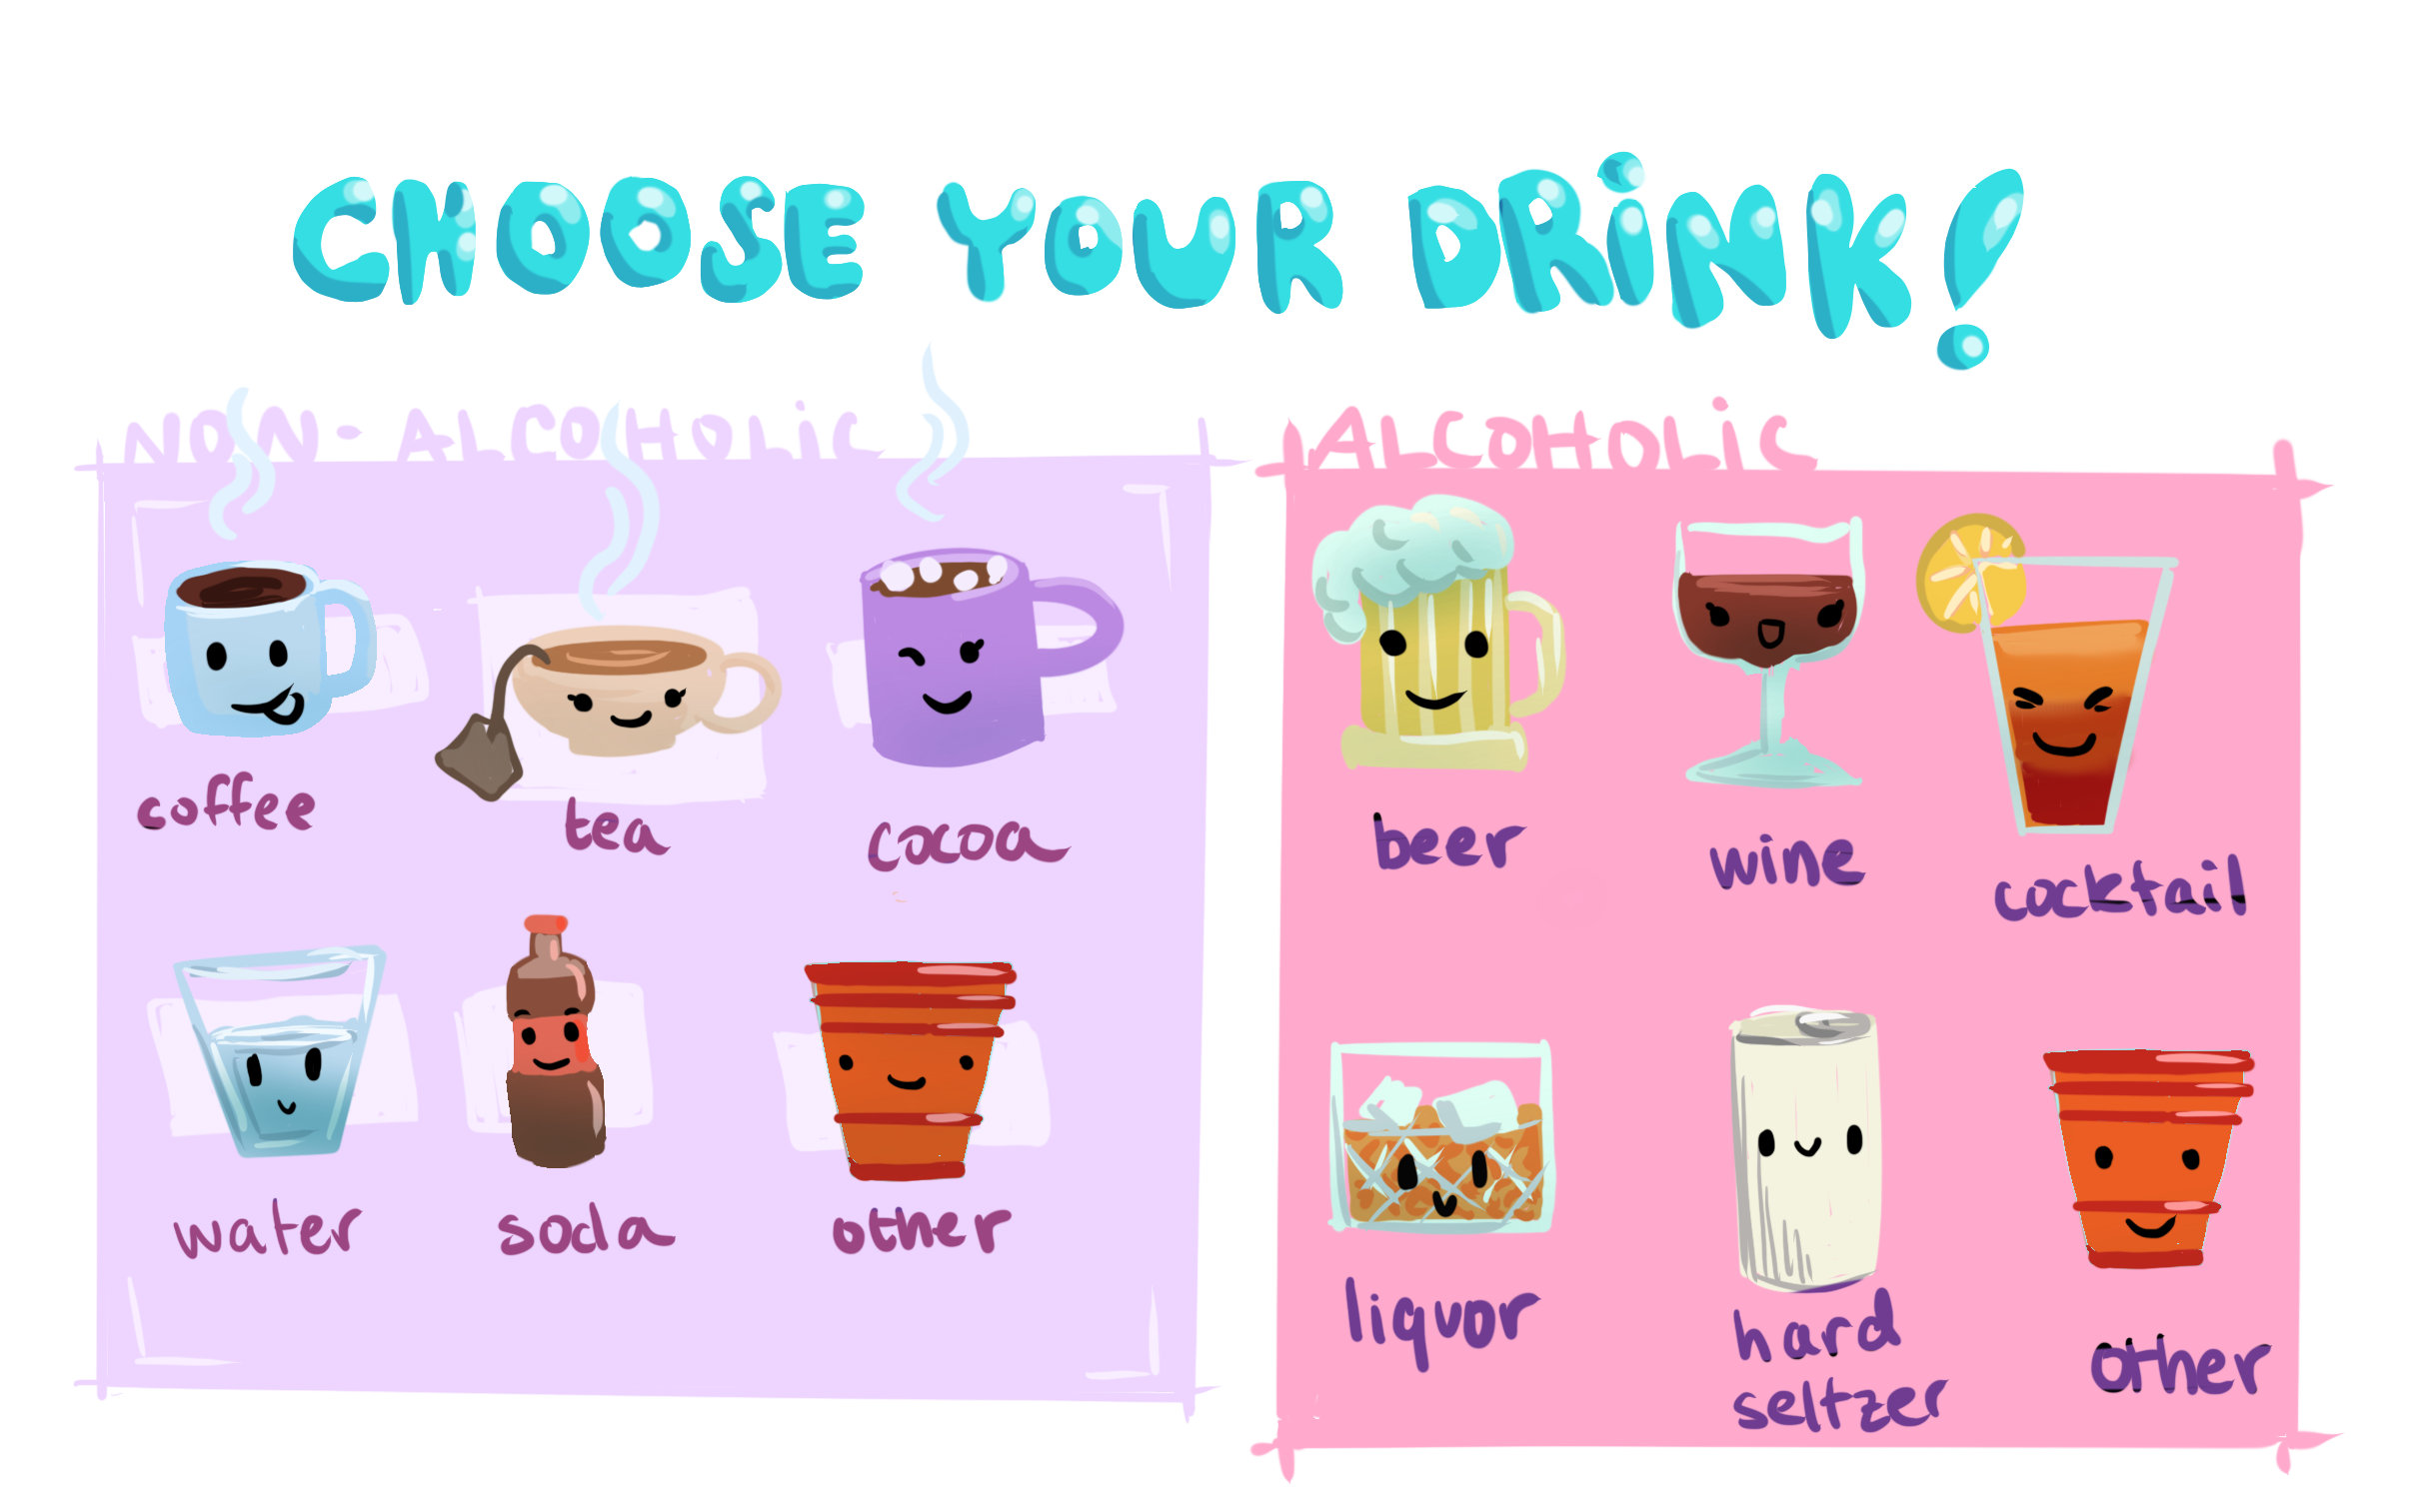 CHOOSE YOUR DRiNK!
NON-ALCOHOLiC
coffee
tea
cocoa
water
soda
other
ALCOHOLiC
beer
wine
cocktail
liquor
hard
seltzer
other